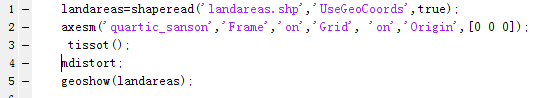 1 - landareas=shaperead('landareas.shp','UseGeoCoords',true);
2 - axesm('quartic_sanson','Frame','on','Grid', 'on','Origin',[0 0 0]);
3 - tissot();
4 - mdistort;
5 - geoshow(landareas);